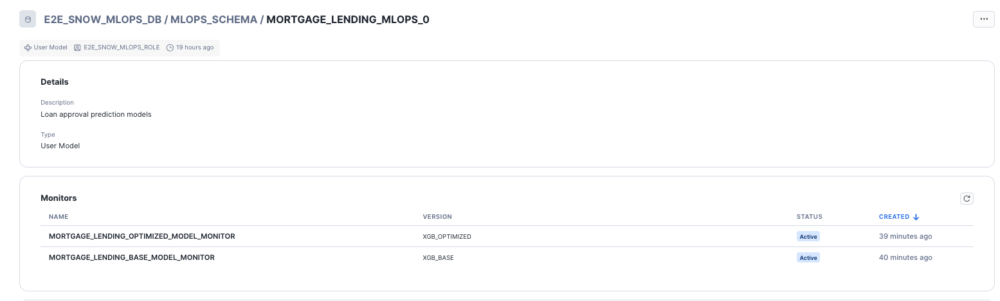 E2E_SNOW_MLOPS_DB / MLOPS_SCHEMA / MORTGAGE_LENDING_MLOPS_0
User Model E2E_SNOW_MLOPS_ROLE 19 hours ago
Details
Description
Loan approval prediction models
Type
User Model
Monitors
NAME VERSION STATUS CREATED
MORTGAGE_LENDING_OPTIMIZED_MODEL_MONITOR XGB_OPTIMIZED Active 39 minutes ago
MORTGAGE_LENDING_BASE_MODEL_MONITOR XGB_BASE Active 40 minutes ago